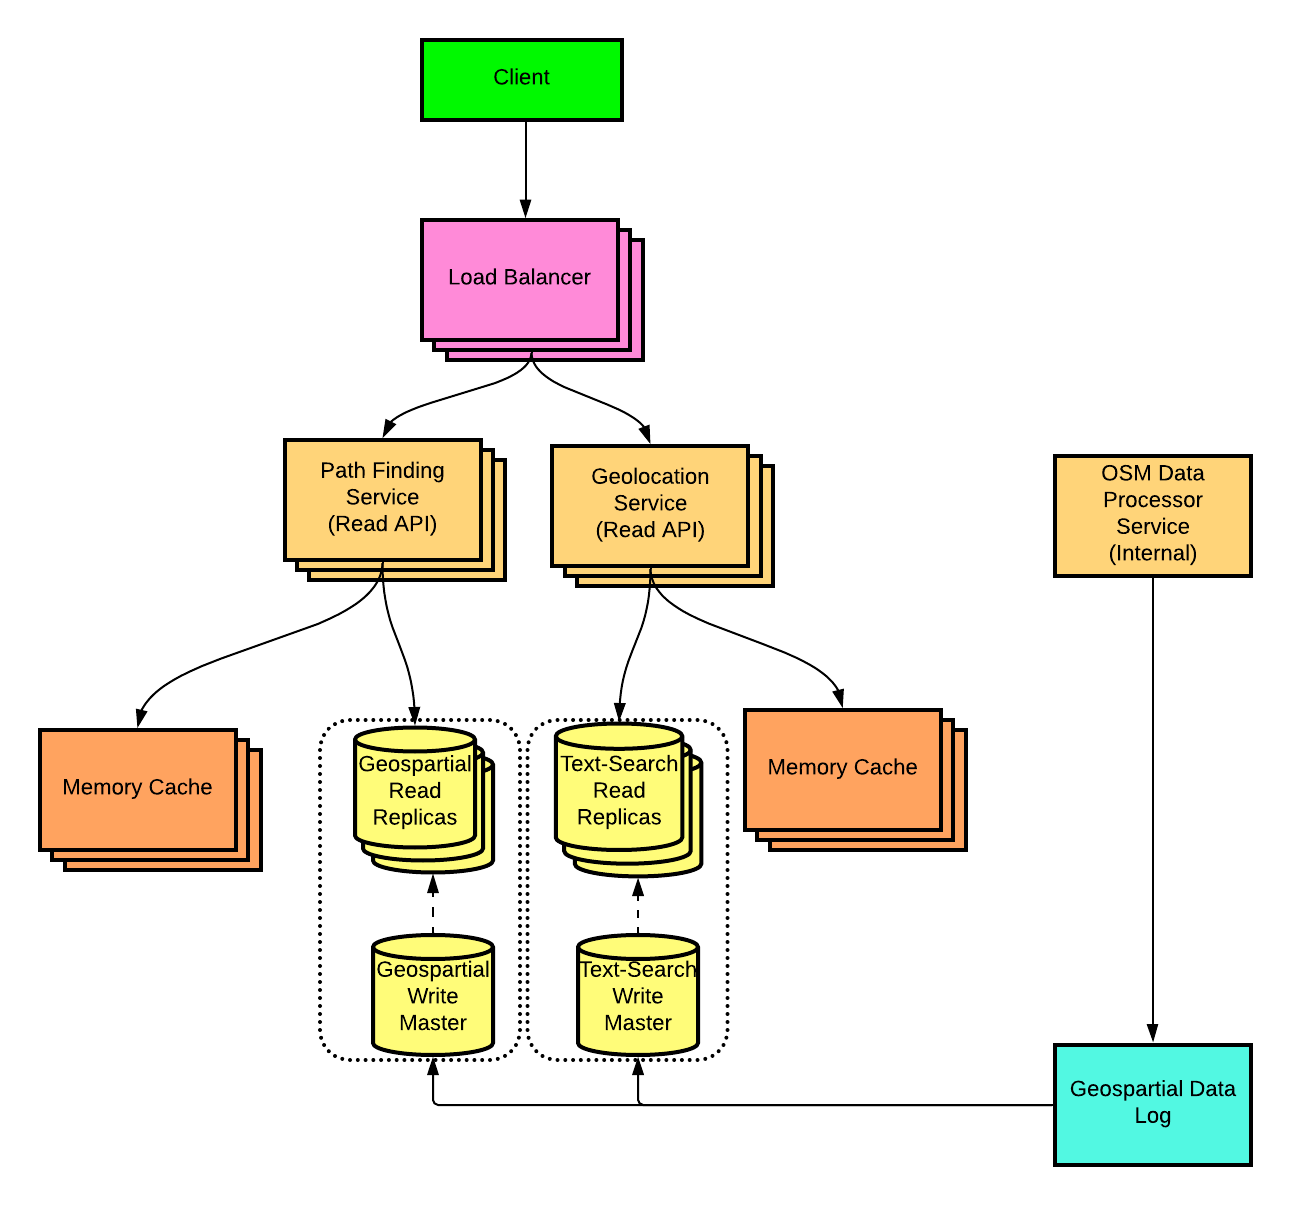 Client
Load Balancer
Path Finding
Service
(Read API)
Geolocation
Service
(Read API)
OSM Data
Processor
Service
(Internal)
Memory Cache
Geospartial
Read
Replicas
Text-Search
Read
Replicas
Memory Cache
Geospartial
Write
Master
Text-Search
Write
Master
Geospartial Data
Log